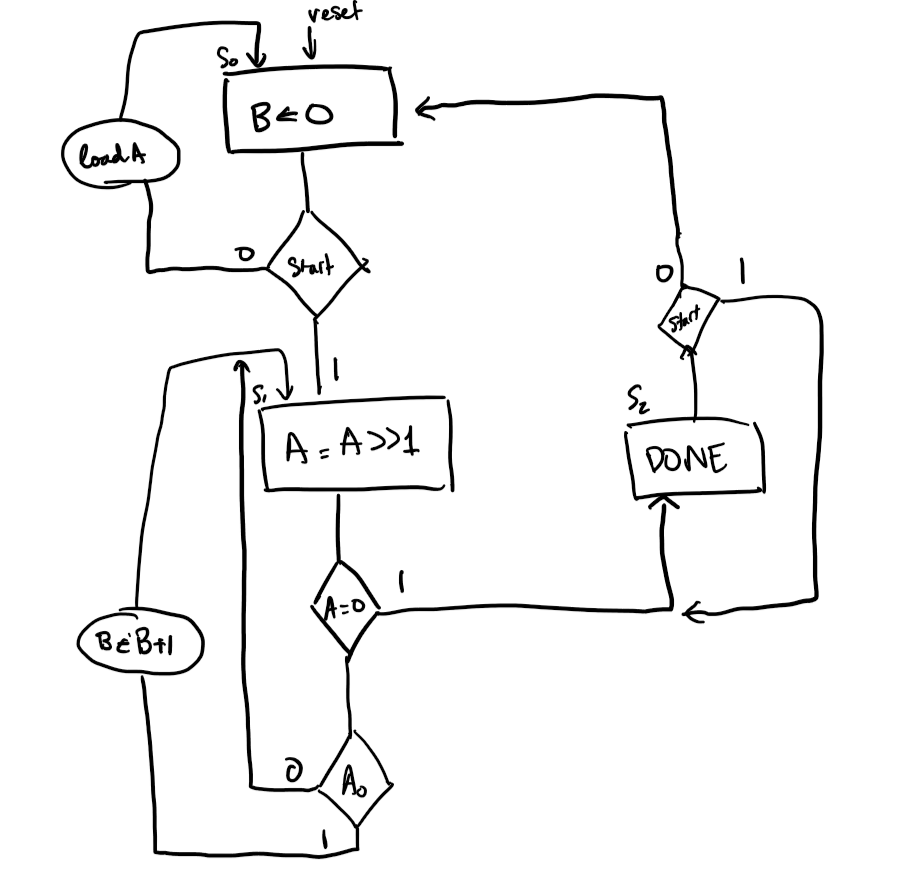 reset
S₀
B ← 0
load A
0
Start
1
S₁
A = A >> 1
A=0
1
B ← B+1
0
A₀
1
0
1
Start
S₂
DONE